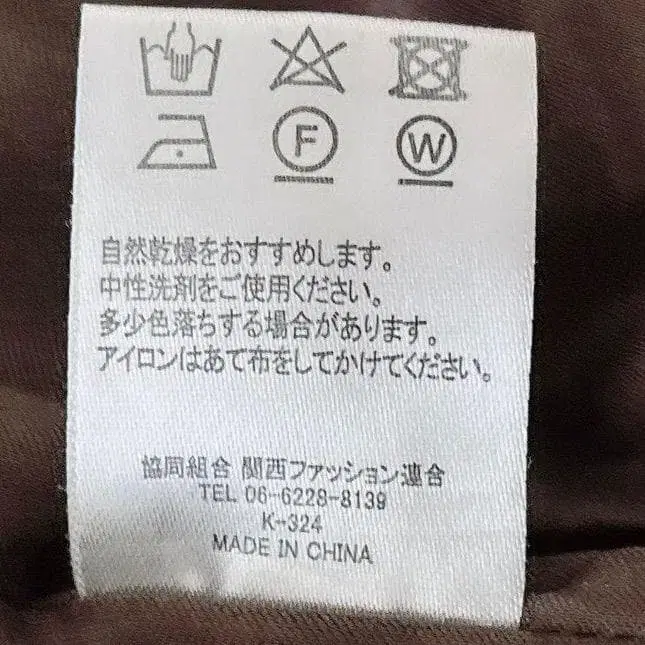 F W
自然乾燥をおすすめします。
中性洗剤をご使用ください。
多少色落ちする場合があります。
アイロンはあて布をしてかけてください。
協同組合 関西ファッション連合
TEL 06-6228-8139
K-324
MADE IN CHINA